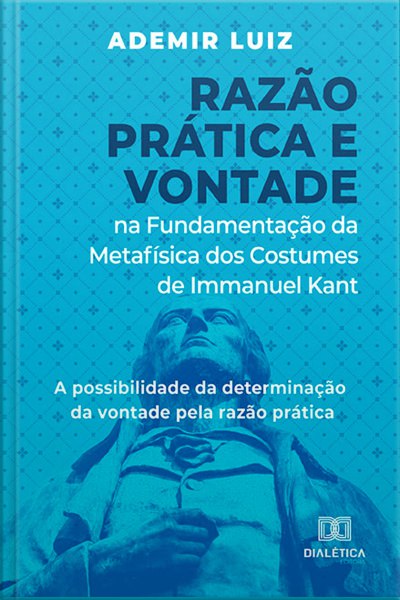 ADEMIR LUIZ
RAZÃO
PRÁTICA E
VONTADE
na Fundamentação da
Metafísica dos Costumes
de Immanuel Kant
A possibilidade da determinação
da vontade pela razão prática
DIALÉTICA